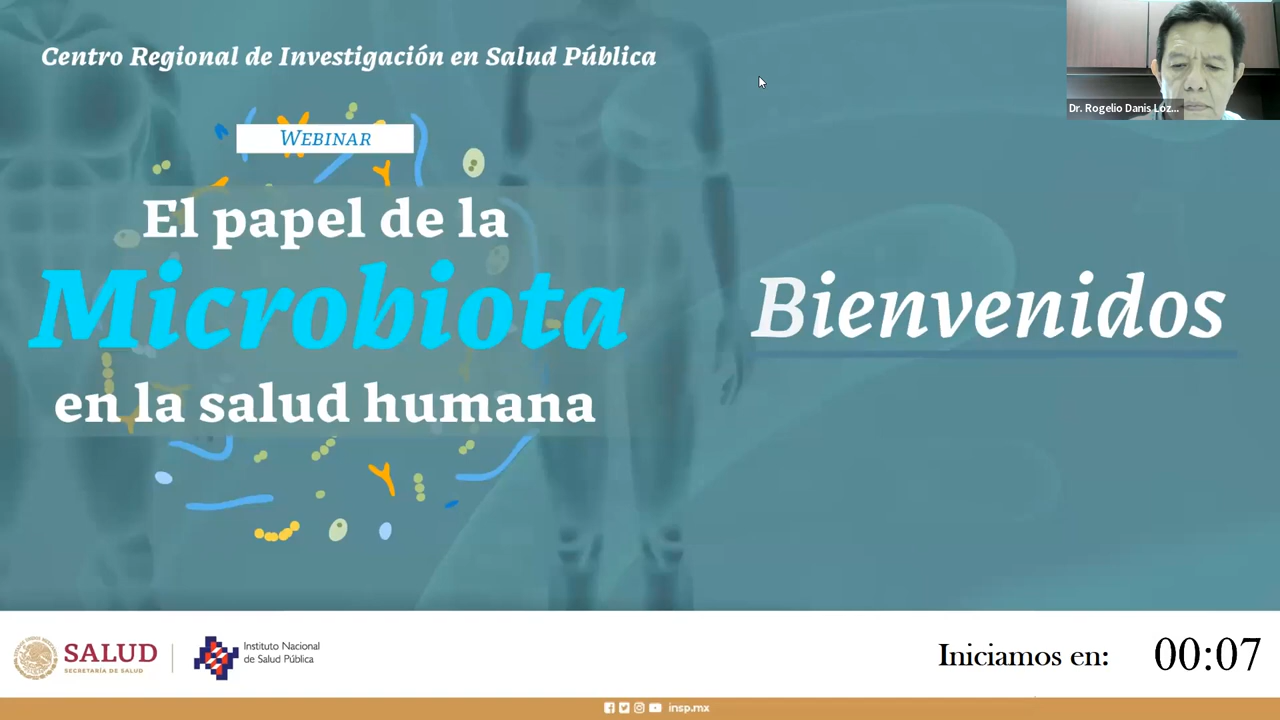 Centro Regional de Investigación en Salud Pública
Dr. Rogelio Danis Loz...
WEBINAR
El papel de la
Microbiota
en la salud humana
Bienvenidos
SALUD
SECRETARÍA DE SALUD
Instituto Nacional
de Salud Pública
Iniciamos en: 00:07
insp.mx